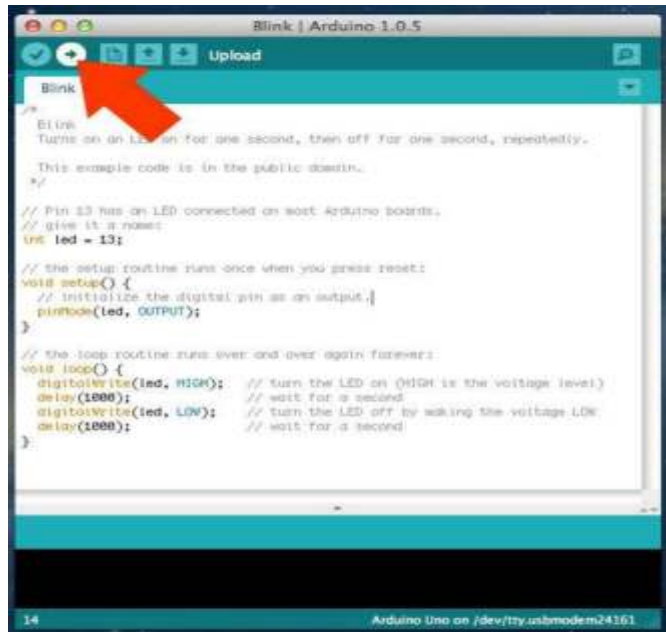 Blink | Arduino 1.0.5
Upload
Blink
/*
Blink
Turns on an LED on for one second, then off for one second, repeatedly.
This example code is in the public domain.
*/
// Pin 13 has an LED connected on most Arduino boards.
// give it a name:
int led = 13;
// the setup routine runs once when you press reset:
void setup() {
// initialize the digital pin as an output.
pinMode(led, OUTPUT);
}
// the loop routine runs over and over again forever:
void loop() {
digitalWrite(led, HIGH);   // turn the LED on (HIGH is the voltage level)
delay(1000);               // wait for a second
digitalWrite(led, LOW);    // turn the LED off by making the voltage LOW
delay(1000);               // wait for a second
}
14
Arduino Uno on /dev/tty.usbmodem24161